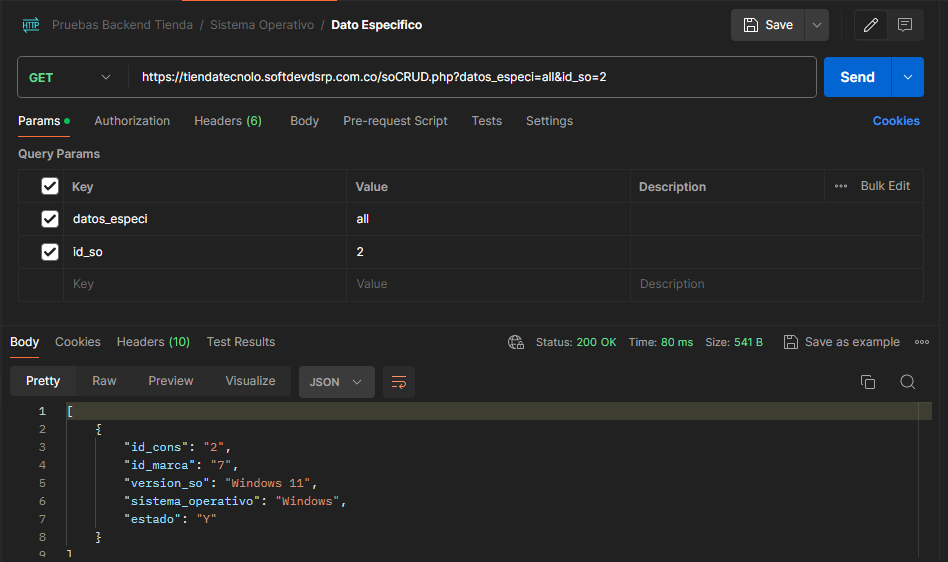 HTTP Pruebas Backend Tienda / Sistema Operativo / Dato Especifico Save
GET https://tiendatecnolo.softdevdsrp.com.co/soCRUD.php?datos_especi=all&id_so=2 Send
Params Authorization Headers (6) Body Pre-request Script Tests Settings Cookies
Query Params
Key Value Description ••• Bulk Edit
datos_especi all
id_so 2
Key Value Description
Body Cookies Headers (10) Test Results Status: 200 OK Time: 80 ms Size: 541 B Save as example
Pretty Raw Preview Visualize JSON
1 [
2 {
3 "id_cons": "2",
4 "id_marca": "7",
5 "version_so": "Windows 11",
6 "sistema_operativo": "Windows",
7 "estado": "Y"
8 }
9 ]